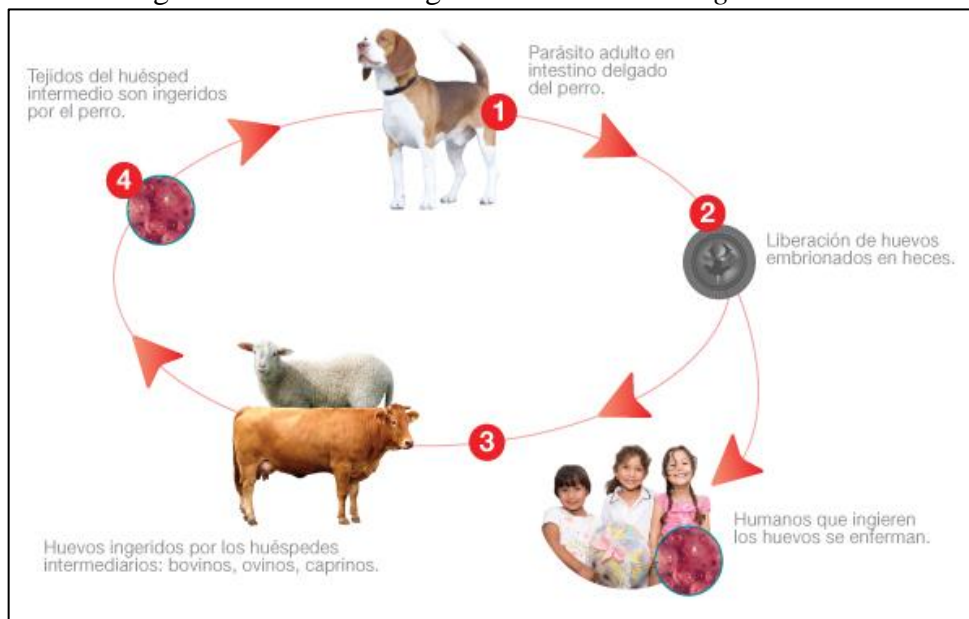 Tejidos del huésped
intermedio son ingeridos
por el perro.
1
Parásito adulto en
intestino delgado
del perro.
4
2
Liberación de huevos
embrionados en heces.
3
Huevos ingeridos por los huéspedes
intermediarios: bovinos, ovinos, caprinos.
Humanos que ingieren
los huevos se enferman.